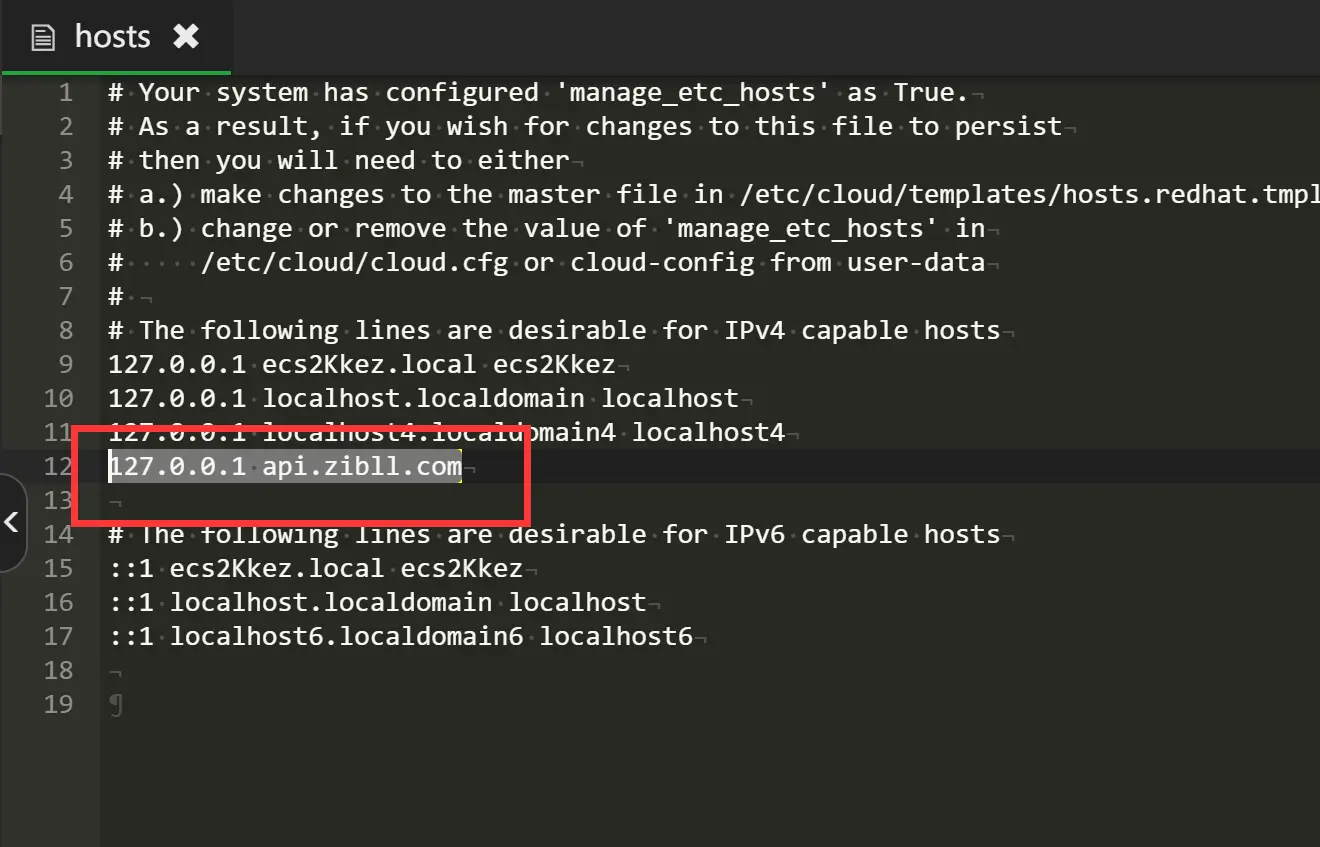 hosts
1 # Your system has configured 'manage_etc_hosts' as True.
2 # As a result, if you wish for changes to this file to persist
3 # then you will need to either
4 # a.) make changes to the master file in /etc/cloud/templates/hosts.redhat.tmpl
5 # b.) change or remove the value of 'manage_etc_hosts' in
6 #     /etc/cloud/cloud.cfg or cloud-config from user-data
7 #
8 # The following lines are desirable for IPv4 capable hosts
9 127.0.0.1 ecs2Kkez.local ecs2Kkez
10 127.0.0.1 localhost.localdomain localhost
11 127.0.0.1 localhost4.localdomain4 localhost4
12 127.0.0.1 api.zibll.com
13
14 # The following lines are desirable for IPv6 capable hosts
15 ::1 ecs2Kkez.local ecs2Kkez
16 ::1 localhost.localdomain localhost
17 ::1 localhost6.localdomain6 localhost6
18
19